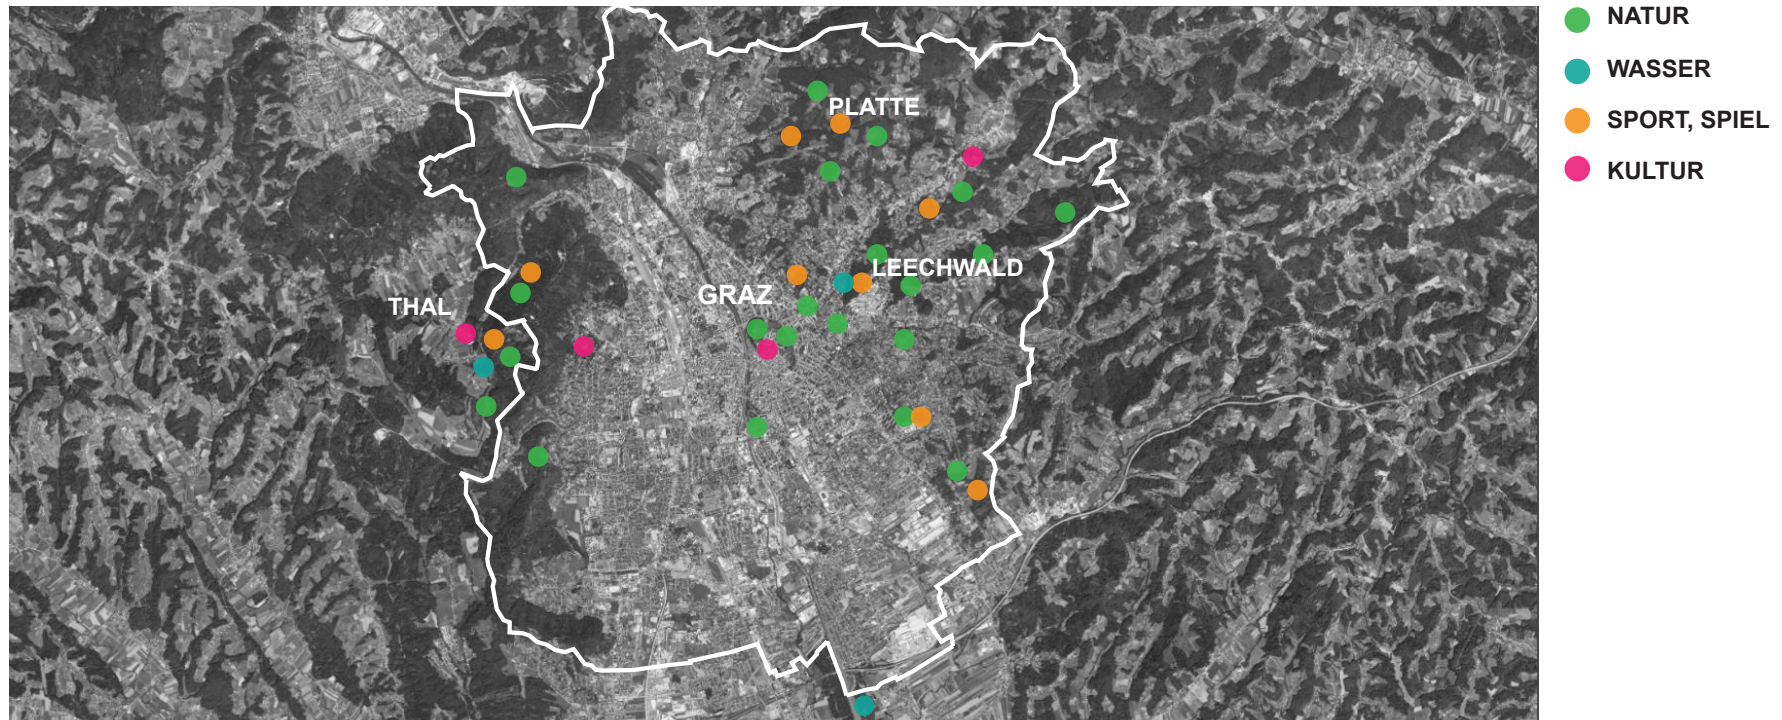 NATUR
WASSER
SPORT, SPIEL
KULTUR
PLATTE
LEECHWALD
GRAZ
THAL